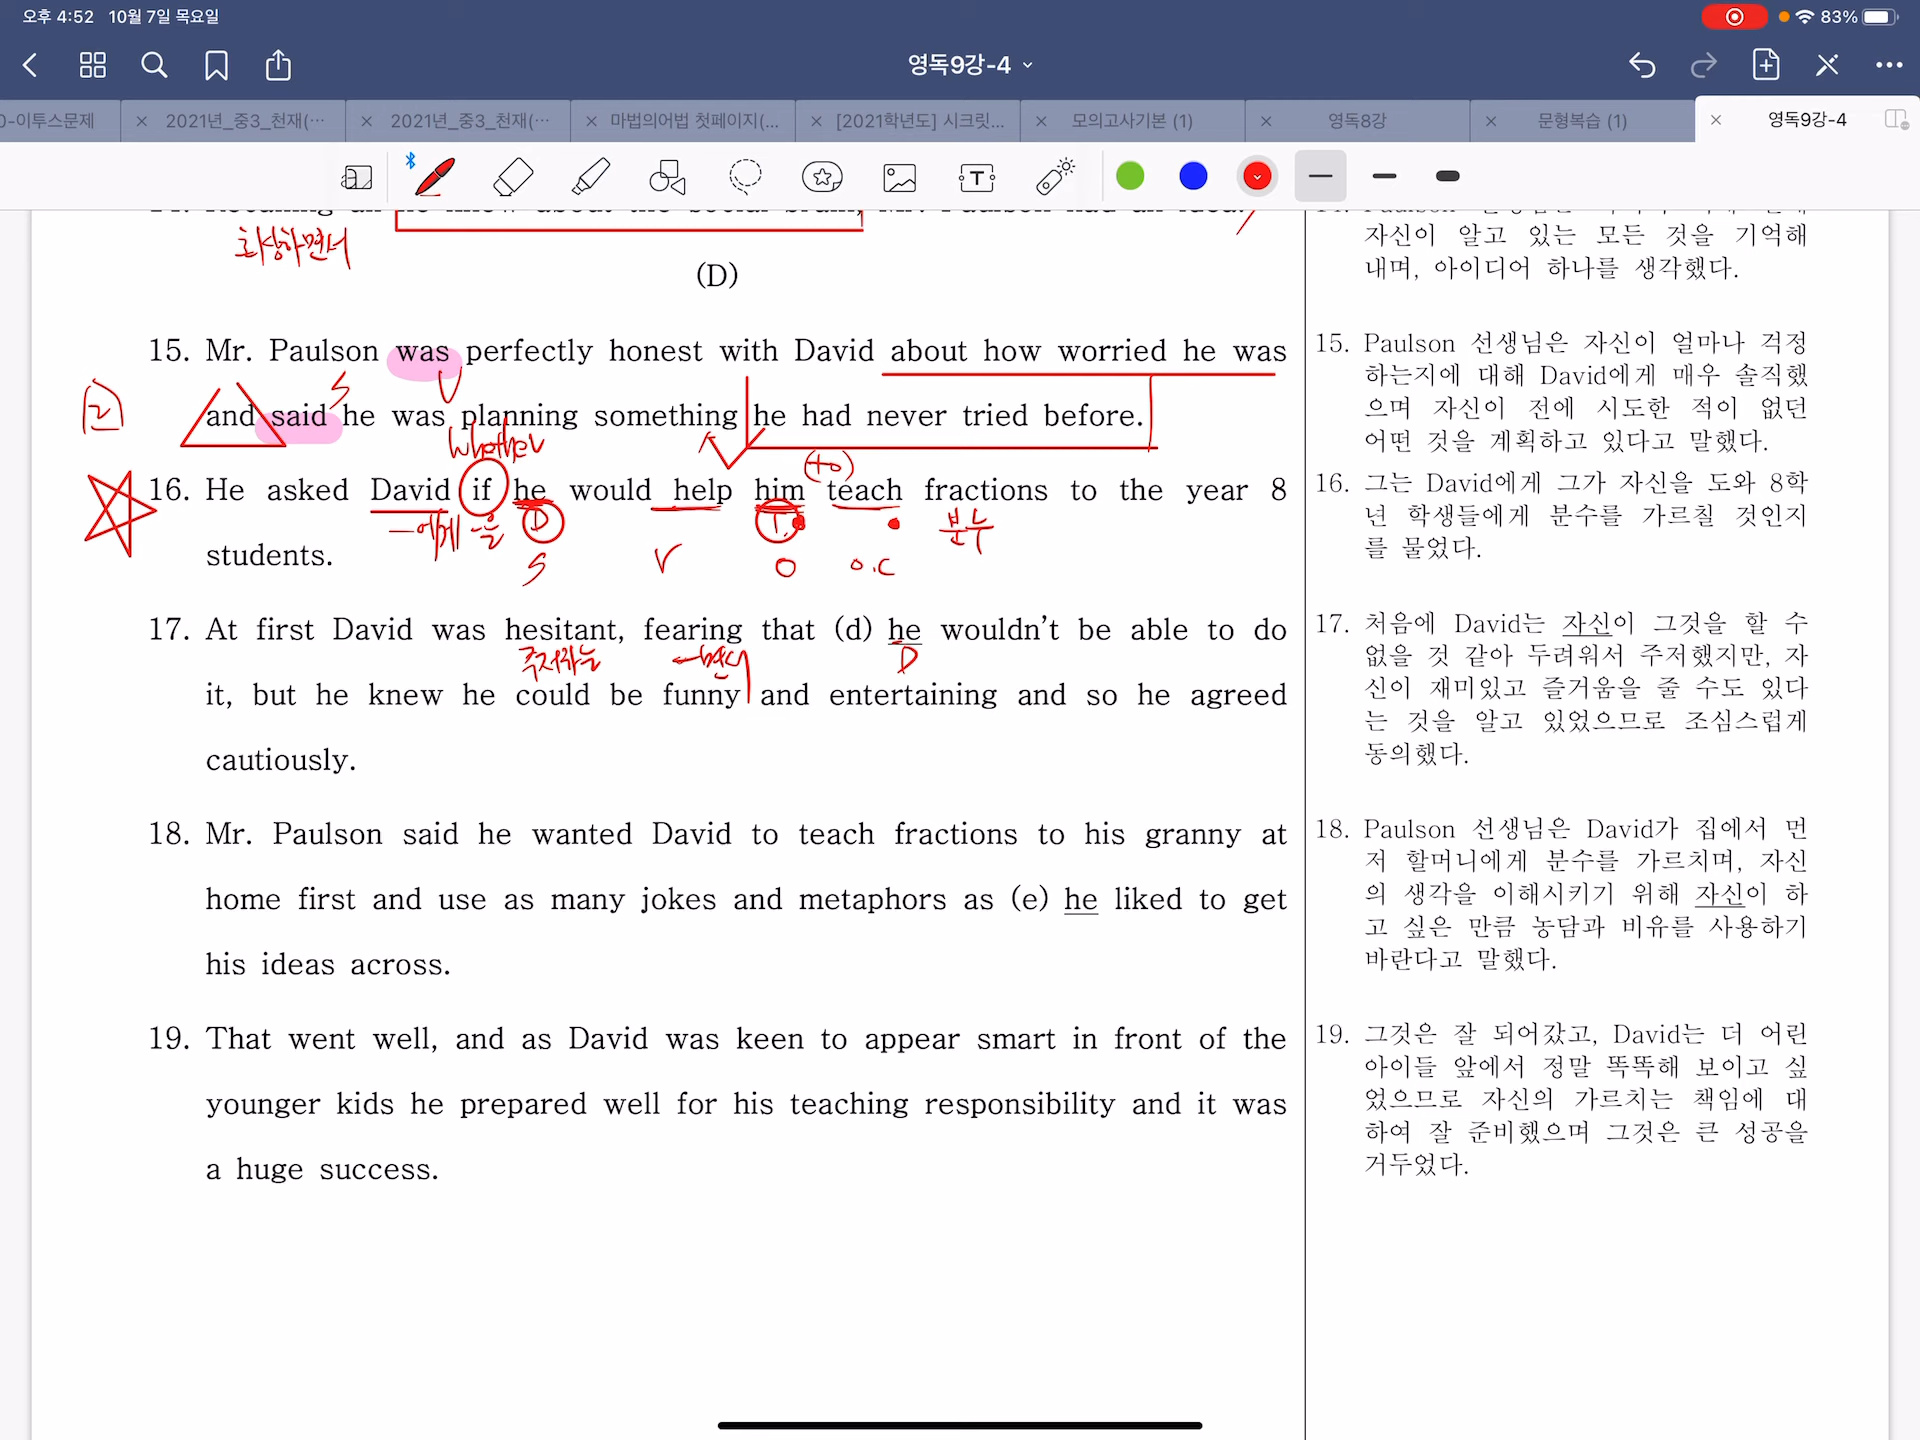 오후 4:52 10월 7일 목요일
83%
영독9강-4
0-이투스문제
2021년_중3_천재(…
2021년_중3_천재(…
마법의어법 첫페이지(...
[2021학년도] 시크릿...
모의고사기본 (1)
영독8강
문형복습 (1)
영독9강-4
회상하면서
(D)
15. Mr. Paulson was perfectly honest with David about how worried he was
S V
2
and said he was planning something he had never tried before.
whether
(to)
16. He asked David if he would help him teach fractions to the year 8
-에게 -을 D T 분수
students.
S V O O.C
17. At first David was hesitant, fearing that (d) he wouldn't be able to do
주저하는 -면서 D
it, but he knew he could be funny and entertaining and so he agreed
cautiously.
18. Mr. Paulson said he wanted David to teach fractions to his granny at
home first and use as many jokes and metaphors as (e) he liked to get
his ideas across.
19. That went well, and as David was keen to appear smart in front of the
younger kids he prepared well for his teaching responsibility and it was
a huge success.
자신이 알고 있는 모든 것을 기억해
내며, 아이디어 하나를 생각했다.
15. Paulson 선생님은 자신이 얼마나 걱정
하는지에 대해 David에게 매우 솔직했
으며 자신이 전에 시도한 적이 없던
어떤 것을 계획하고 있다고 말했다.
16. 그는 David에게 그가 자신을 도와 8학
년 학생들에게 분수를 가르칠 것인지
를 물었다.
17. 처음에 David는 자신이 그것을 할 수
없을 것 같아 두려워서 주저했지만, 자
신이 재미있고 즐거움을 줄 수도 있다
는 것을 알고 있었으므로 조심스럽게
동의했다.
18. Paulson 선생님은 David가 집에서 먼
저 할머니에게 분수를 가르치며, 자신
의 생각을 이해시키기 위해 자신이 하
고 싶은 만큼 농담과 비유를 사용하기
바란다고 말했다.
19. 그것은 잘 되어갔고, David는 더 어린
아이들 앞에서 정말 똑똑해 보이고 싶
었으므로 자신의 가르치는 책임에 대
하여 잘 준비했으며 그것은 큰 성공을
거두었다.